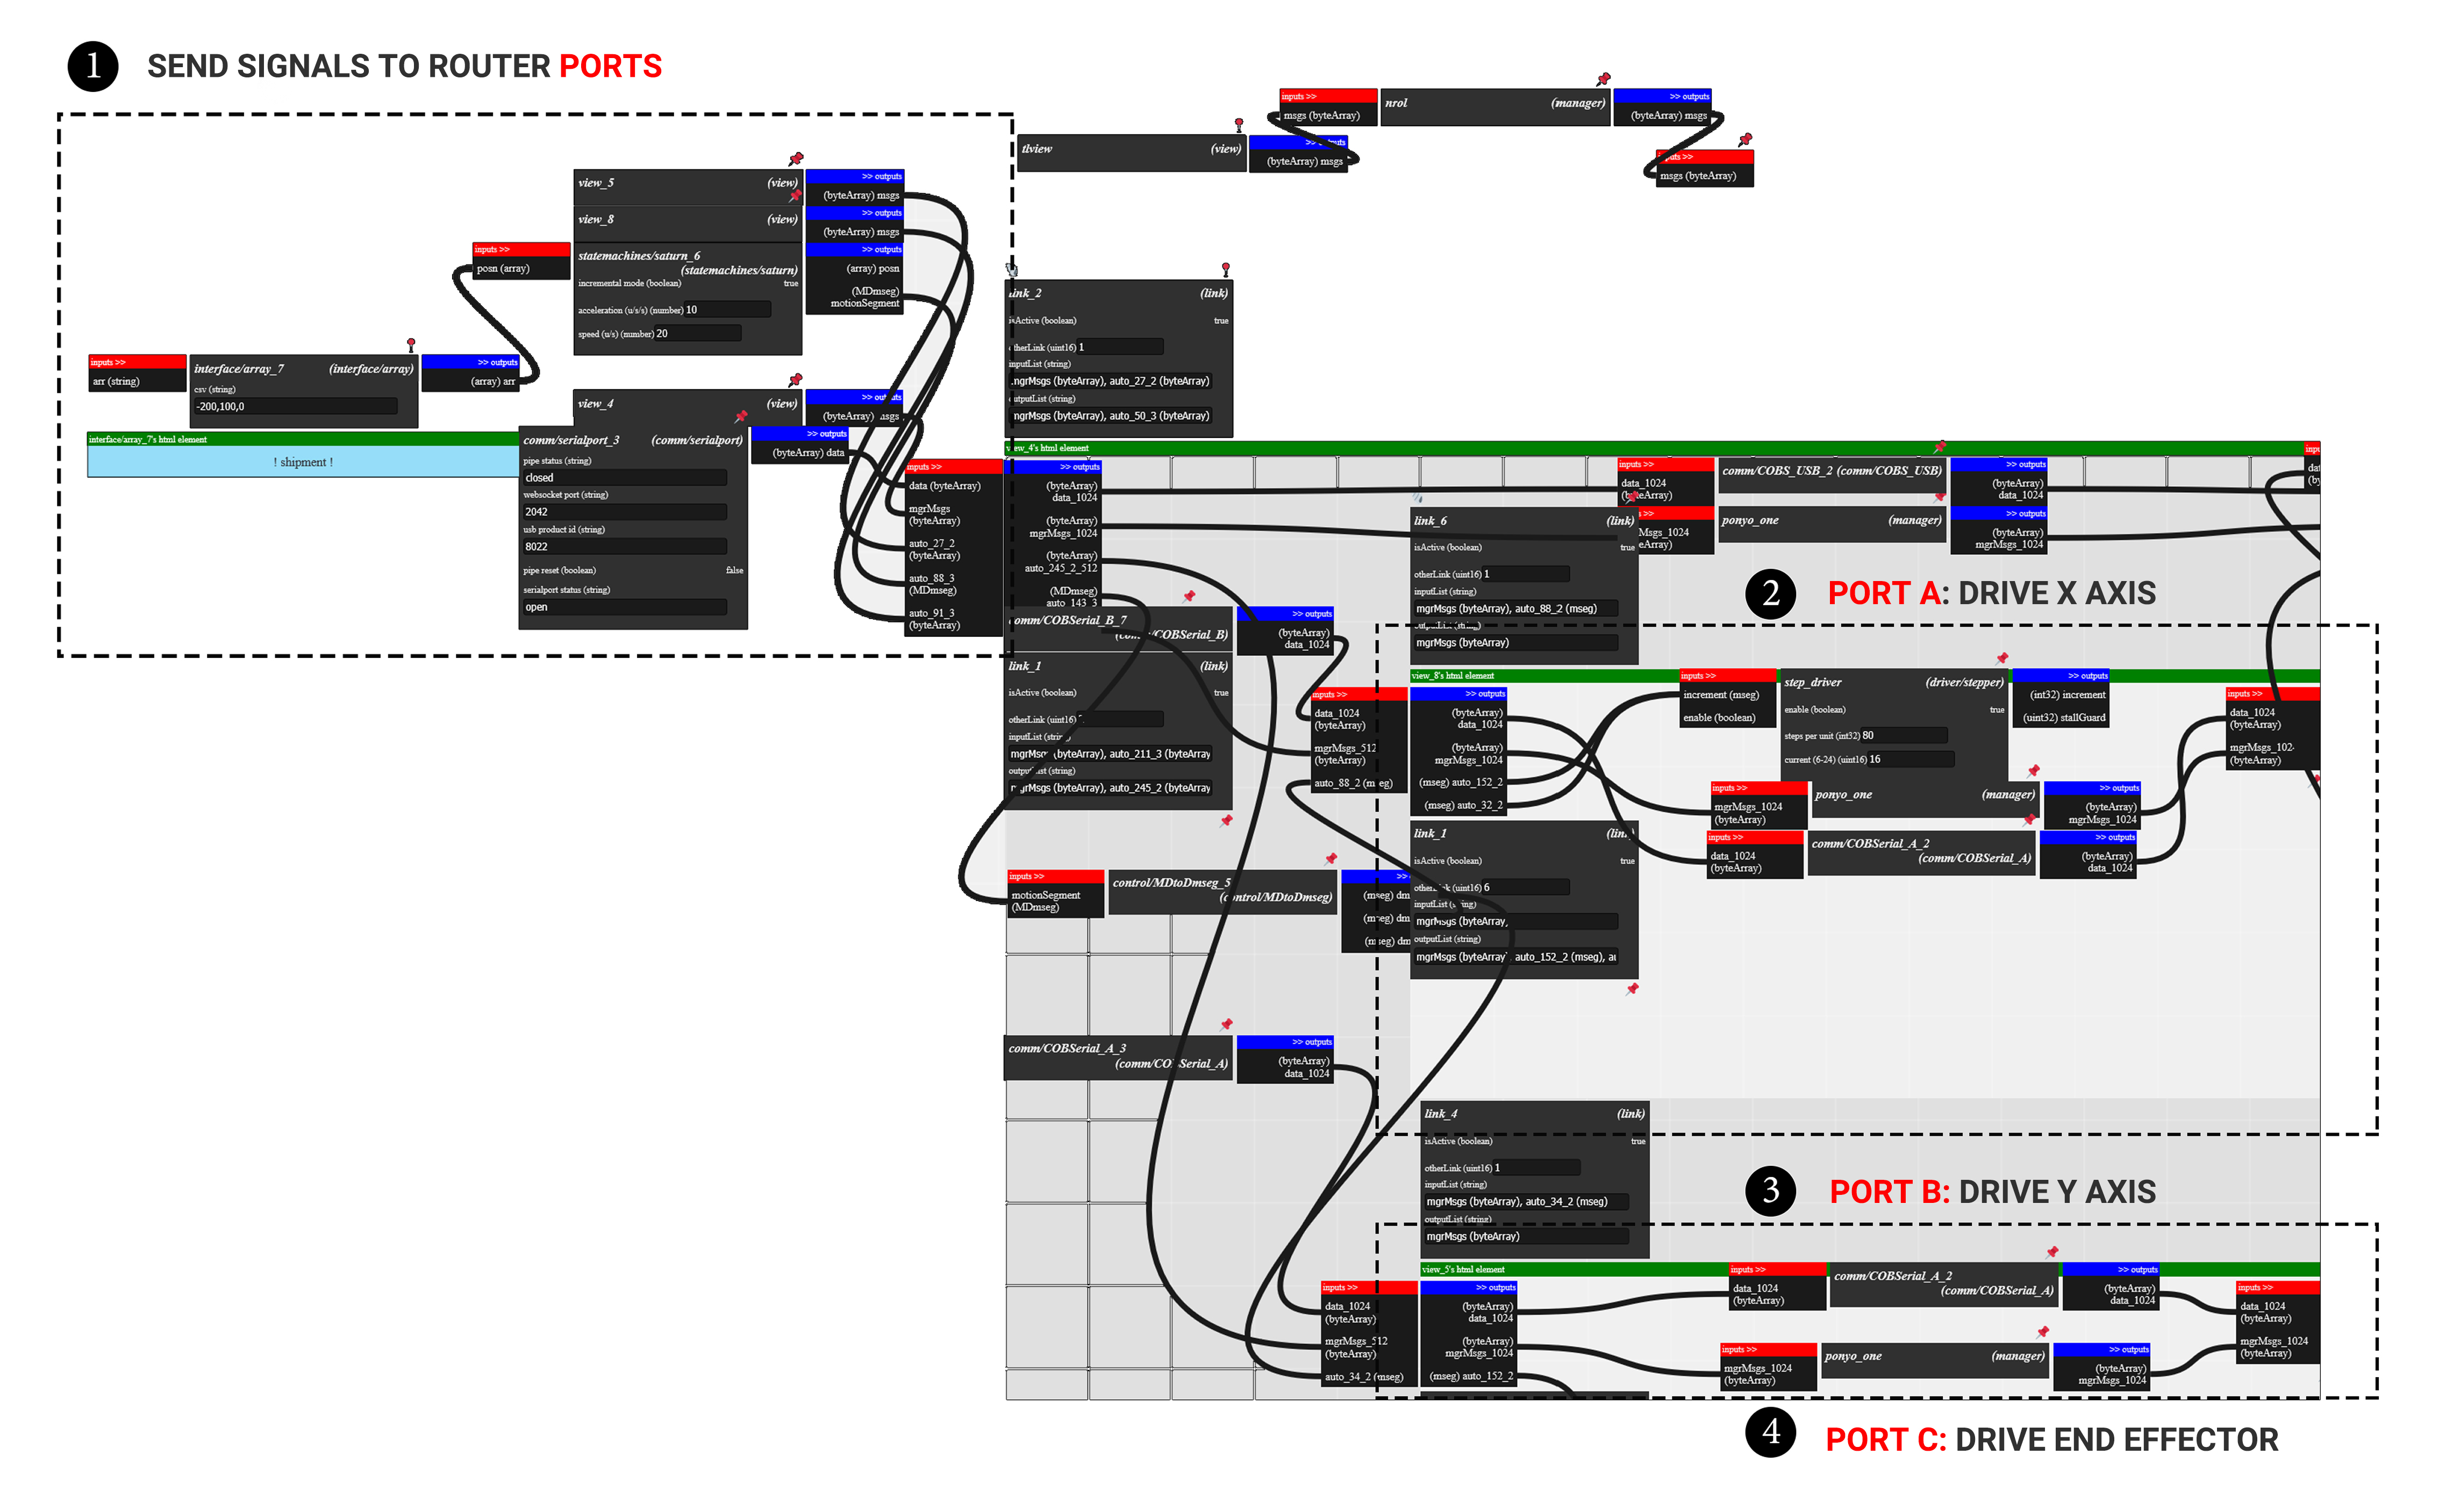 1 SEND SIGNALS TO ROUTER PORTS
inputs >>
msgs (byteArray)
nrol (manager)
>> outputs
(byteArray) msgs
inputs >>
msgs (byteArray)
tlview (view)
(byteArray) msgs
view_5 (view)
>> outputs
(byteArray) msgs
view_8 (view)
>> outputs
(byteArray) msgs
inputs >>
posn (array)
statemachines/saturn_6
(statemachines/saturn)
incremental mode (boolean) true
acceleration (u/s/s) (number) 10
speed (u/s) (number) 20
>> outputs
(array) posn
(MDmseg)
motionSegment
inputs >>
arr (string)
interface/array_7 (interface/array)
csv (string)
-200,100,0
>> outputs
(array) arr
interface/array_7's html element
! shipment !
view_4 (view)
(byteArray) msgs
comm/serialport_3 (comm/serialport)
pipe status (string)
closed
websocket port (string)
2042
usb product id (string)
8022
pipe reset (boolean) false
serialport status (string)
open
>> outputs
(byteArray) data
inputs >>
data (byteArray)
mgrMsgs
(byteArray)
auto_27_2
(byteArray)
auto_88_3
(MDmseg)
auto_91_3
(byteArray)
link_2 (link)
isActive (boolean) true
otherLink (uint16) 1
inputList (string)
mgrMsgs (byteArray), auto_27_2 (byteArray)
outputList (string)
mgrMsgs (byteArray), auto_50_3 (byteArray)
view_4's html element
>> outputs
(byteArray)
data_1024
(byteArray)
mgrMsgs_1024
(byteArray)
auto_245_2_512
(MDmseg)
auto_143_3
inputs >>
data_1024
(byteArray)
comm/COBS_USB_2 (comm/COBS_USB)
>> outputs
(byteArray)
data_1024
ponyo_one (manager)
>> outputs
(byteArray)
mgrMsgs_1024
link_6 (link)
isActive (boolean) true
otherLink (uint16) 1
inputList (string)
mgrMsgs (byteArray), auto_88_2 (mseg)
outputList (string)
mgrMsgs (byteArray)
2 PORT A: DRIVE X AXIS
comm/COBSerial_B_7
(comm/COBSerial_B)
>> outputs
(byteArray)
data_1024
link_1 (link)
isActive (boolean) true
otherLink (uint16)
inputList (string)
mgrMsgs (byteArray), auto_211_3 (byteArray
outputList (string)
mgrMsgs (byteArray), auto_245_2 (byteArray
inputs >>
data_1024
(byteArray)
mgrMsgs_512
(byteArray)
auto_88_2 (mseg)
view_8's html element
>> outputs
(byteArray)
data_1024
(byteArray)
mgrMsgs_1024
(mseg) auto_152_2
(mseg) auto_32_2
inputs >>
increment (mseg)
enable (boolean)
step_driver (driver/stepper)
enable (boolean) true
steps per unit (int32) 80
current (6-24) (uint16) 16
>> outputs
(int32) increment
(uint32) stallGuard
inputs >>
data_1024
(byteArray)
mgrMsgs_1024
(byteArray)
inputs >>
mgrMsgs_1024
(byteArray)
ponyo_one (manager)
>> outputs
(byteArray)
mgrMsgs_1024
inputs >>
data_1024
(byteArray)
comm/COBSerial_A_2
(comm/COBSerial_A)
>> outputs
(byteArray)
data_1024
link_1 (link)
isActive (boolean) true
otherLink (uint16) 6
inputList (string)
mgrMsgs (byteArray)
outputList (string)
mgrMsgs (byteArray), auto_152_2 (mseg), au
inputs >>
motionSegment
(MDmseg)
control/MDtoDmseg_5
(control/MDtoDmseg)
(mseg) dm
(mseg) dm
(mseg) dm
comm/COBSerial_A_3
(comm/COBSerial_A)
>> outputs
(byteArray)
data_1024
link_4 (link)
isActive (boolean) true
otherLink (uint16) 1
inputList (string)
mgrMsgs (byteArray), auto_34_2 (mseg)
outputList (string)
mgrMsgs (byteArray)
3 PORT B: DRIVE Y AXIS
view_5's html element
inputs >>
data_1024
(byteArray)
mgrMsgs_512
(byteArray)
auto_34_2 (mseg)
>> outputs
(byteArray)
data_1024
(byteArray)
mgrMsgs_1024
(mseg) auto_152_2
inputs >>
data_1024
(byteArray)
comm/COBSerial_A_2
(comm/COBSerial_A)
>> outputs
(byteArray)
data_1024
inputs >>
mgrMsgs_1024
(byteArray)
ponyo_one (manager)
>> outputs
(byteArray)
mgrMsgs_1024
inputs >>
data_1024
(byteArray)
mgrMsgs_1024
(byteArray)
4 PORT C: DRIVE END EFFECTOR